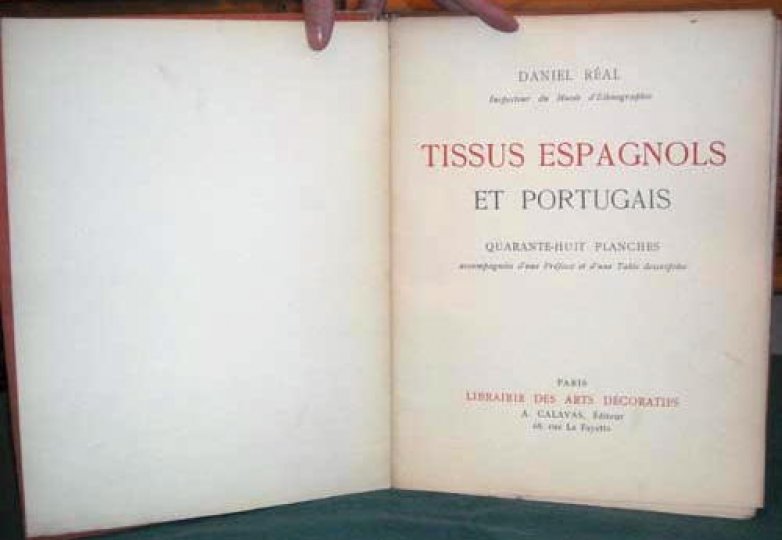 DANIEL RÉAL
Inspecteur du Musée d'Ethnographie
TISSUS ESPAGNOLS
ET PORTUGAIS
QUARANTE-HUIT PLANCHES
accompagnées d'une Préface et d'une Table descriptive
PARIS
LIBRAIRIE DES ARTS DÉCORATIFS
A. CALAVAS, Éditeur
68, rue La Fayette